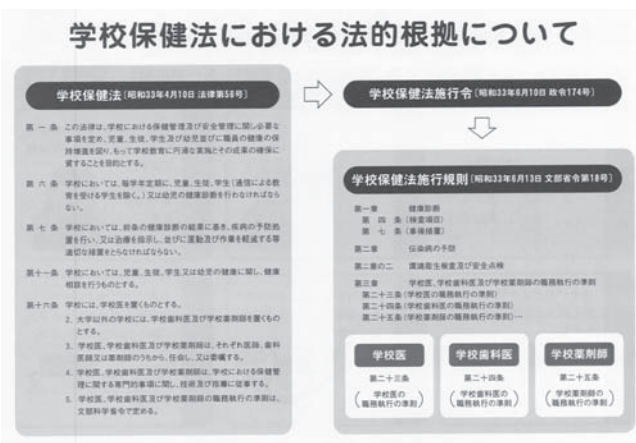 学校保健法における法的根拠について
学校保健法〔昭和33年4月10日 法律第56号〕
第一条 この法律は、学校における保健管理及び安全管理に関し必要な
事項を定め、児童、生徒、学生及び幼児並びに職員の健康の保
持増進を図り、もって学校教育に円滑な実施とその成果の確保に
資することを目的とする。
第六条 学校においては、毎学年定期に、児童、生徒、学生（通信による教
育を受ける学生を除く。）又は幼児の健康診断を行わなければなら
ない。
第七条 学校においては、前条の健康診断の結果に基き、疾病の予防処
置を行い、又は治療を指示し、並びに運動及び作業を軽減する等
適切な措置をとらなければならない。
第十一条 学校においては、児童、生徒、学生又は幼児の健康に関し、健康
相談を行うものとする。
第十六条 学校には、学校医を置くものとする。
2、大学以外の学校には、学校歯科医及び学校薬剤師を置くもの
とする。
3、学校医、学校歯科医及び学校薬剤師は、それぞれ医師、歯科
医師又は薬剤師のうちから、任命し、又は委嘱する。
4、学校医、学校歯科医及び学校薬剤師は、学校における保健管
理に関する専門的事項に関し、技術及び指導に従事する。
5、学校医、学校歯科医及び学校薬剤師の職務執行の準則は、
文部科学省令で定める。
学校保健法施行令〔昭和33年6月10日 政令174号〕
学校保健法施行規則〔昭和33年6月13日 文部省令第18号〕
第一章 健康診断
第四条（検査項目）
第七条（事後措置）
第二章 伝染病の予防
第二章の二 環境衛生検査及び安全点検
第三章 学校医、学校歯科医及び学校薬剤師の職務執行の準則
第二十三条（学校医の職務執行の準則）
第二十四条（学校歯科医の職務執行の準則）
第二十五条（学校薬剤師の職務執行の準則）…
学校医
第二十三条
（学校医の
職務執行の準則）
学校歯科医
第二十四条
（学校歯科医の
職務執行の準則）
学校薬剤師
第二十五条
（学校薬剤師の
職務執行の準則）